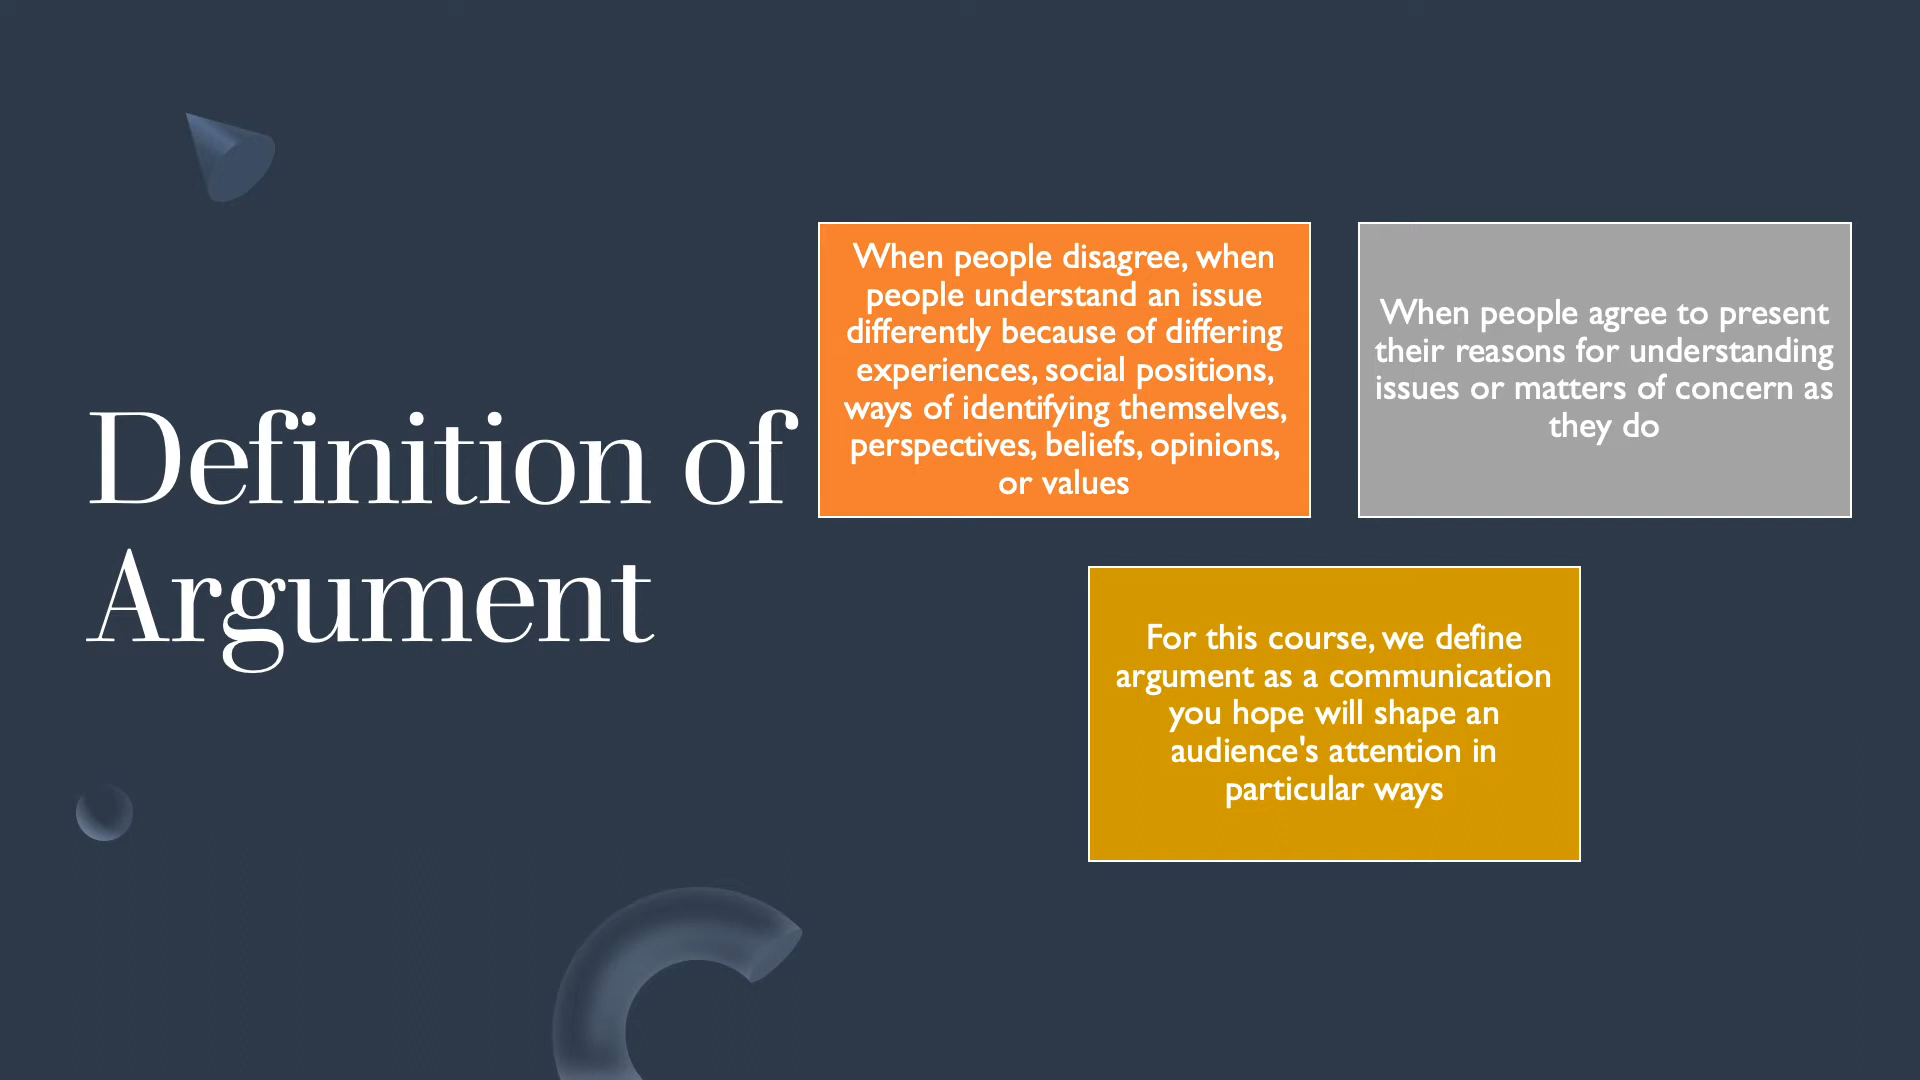 Definition of
Argument
When people disagree, when
people understand an issue
differently because of differing
experiences, social positions,
ways of identifying themselves,
perspectives, beliefs, opinions,
or values
When people agree to present
their reasons for understanding
issues or matters of concern as
they do
For this course, we define
argument as a communication
you hope will shape an
audience's attention in
particular ways